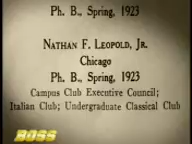 Ph. B., Spring, 1923
NATHAN F. LEOPOLD, JR.
Chicago
Ph. B., Spring, 1923
Campus Club Executive Council;
Italian Club; Undergraduate Classical Club
BOSS